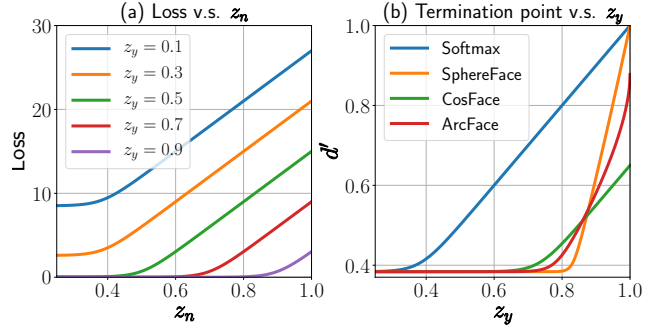 (a) Loss v.s. z_n
30
20
10
0
Loss
z_y = 0.1
z_y = 0.3
z_y = 0.5
z_y = 0.7
z_y = 0.9
0.4 0.6 0.8 1.0
z_n
(b) Termination point v.s. z_y
1.0
0.8
0.6
0.4
d'
Softmax
SphereFace
CosFace
ArcFace
0.4 0.6 0.8 1.0
z_y